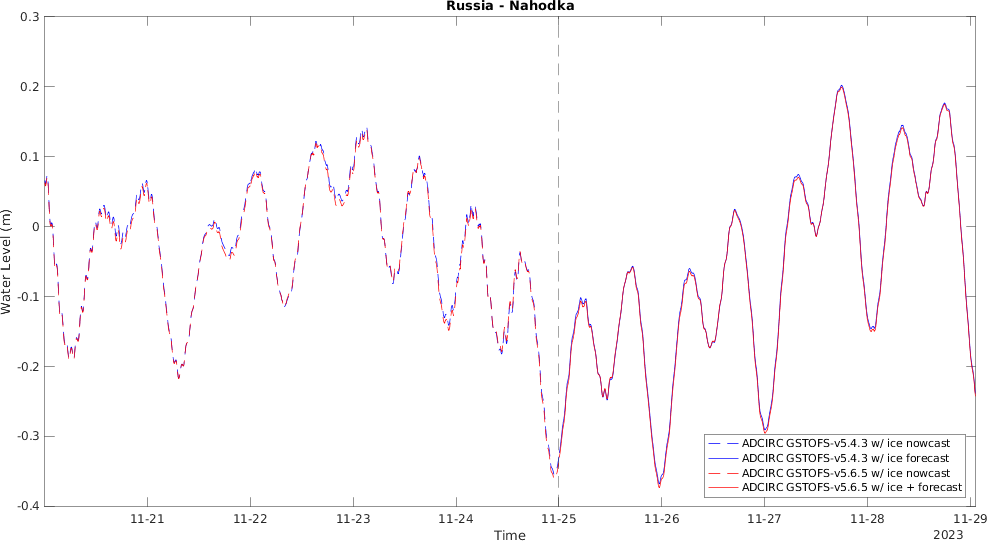 Russia - Nahodka
0.3
0.2
0.1
0
-0.1
-0.2
-0.3
-0.4
Water Level (m)
ADCIRC GSTOFS-v5.4.3 w/ ice nowcast
ADCIRC GSTOFS-v5.4.3 w/ ice forecast
ADCIRC GSTOFS-v5.6.5 w/ ice nowcast
ADCIRC GSTOFS-v5.6.5 w/ ice + forecast
11-21 11-22 11-23 11-24 11-25 11-26 11-27 11-28 11-29
Time
2023